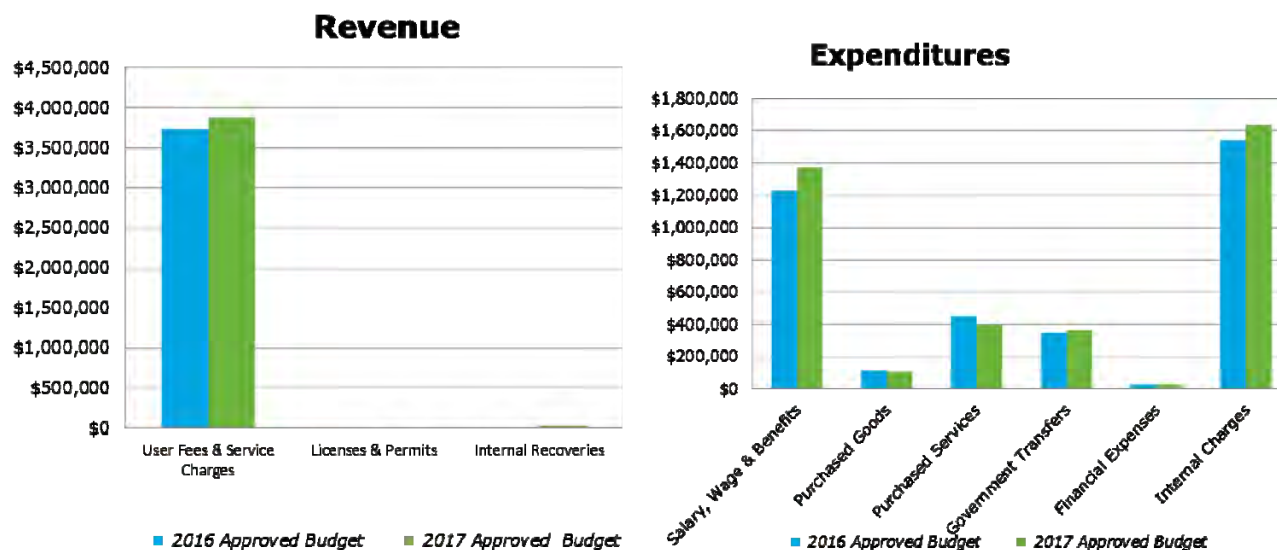 Revenue
$4,500,000
$4,000,000
$3,500,000
$3,000,000
$2,500,000
$2,000,000
$1,500,000
$1,000,000
$500,000
$0
User Fees & Service
Charges
Licenses & Permits
Internal Recoveries
2016 Approved Budget
2017 Approved Budget
Expenditures
$1,800,000
$1,600,000
$1,400,000
$1,200,000
$1,000,000
$800,000
$600,000
$400,000
$200,000
$0
Salary, Wage & Benefits
Purchased Goods
Purchased Services
Government Transfers
Financial Expenses
Internal Charges
2016 Approved Budget
2017 Approved Budget